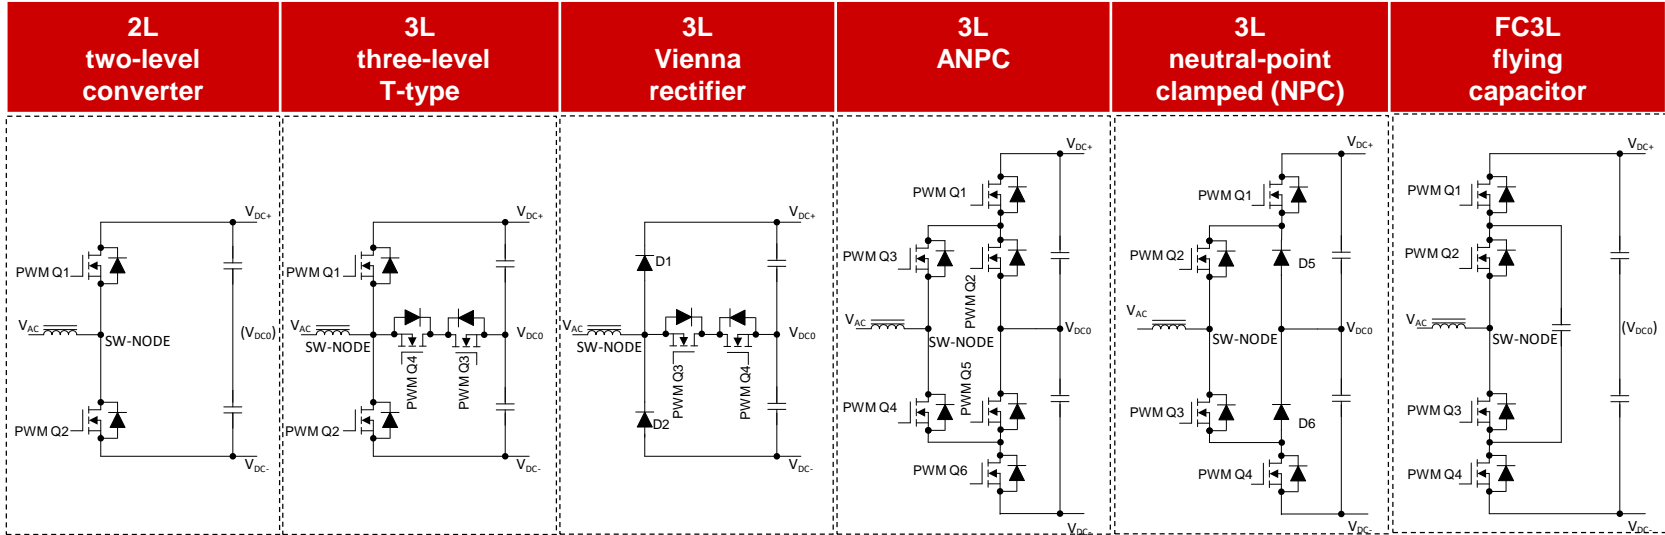 2L
two-level
converter
3L
three-level
T-type
3L
Vienna
rectifier
3L
ANPC
3L
neutral-point
clamped (NPC)
FC3L
flying
capacitor
VDC+
PWM Q1
VAC
SW-NODE
(VDC0)
PWM Q2
VDC-
VDC+
PWM Q1
VAC
SW-NODE
VDC0
PWM Q4
PWM Q3
PWM Q2
VDC-
VDC+
D1
VAC
SW-NODE
VDC0
PWM Q3
PWM Q4
D2
VDC-
VDC+
PWM Q1
PWM Q3
PWM Q2
VAC
SW-NODE
VDC0
PWM Q5
PWM Q4
PWM Q6
VDC-
VDC+
PWM Q1
PWM Q2
D5
VAC
SW-NODE
VDC0
PWM Q3
D6
PWM Q4
VDC-
VDC+
PWM Q1
PWM Q2
VAC
SW-NODE
(VDC0)
PWM Q3
PWM Q4
VDC-